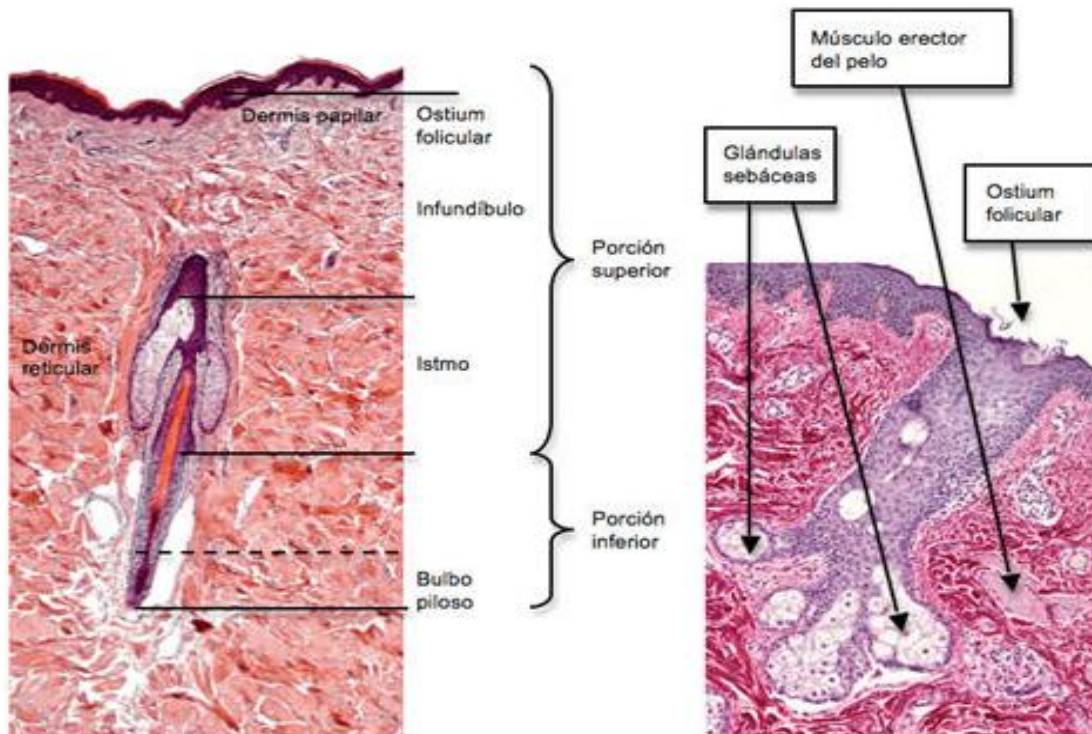 Dermis papilar
Ostium
folicular
Infundíbulo
Dermis
reticular
Istmo
Bulbo
piloso
Porción
superior
Porción
inferior
Músculo erector
del pelo
Glándulas
sebáceas
Ostium
folicular